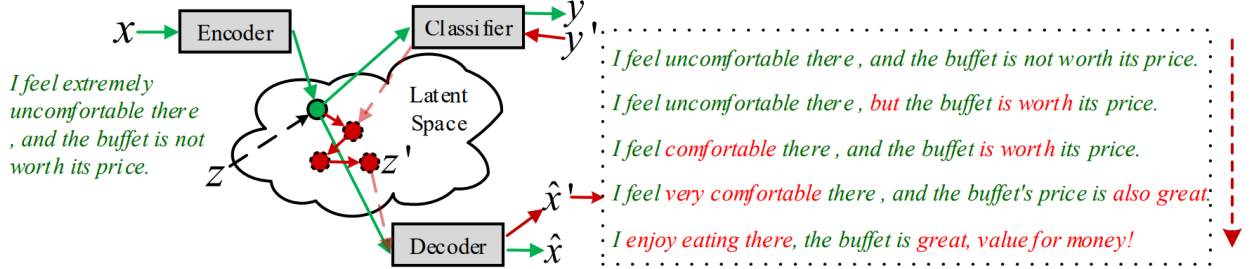 x
Encoder
Classifier
y
y'
I feel extremely
uncomfortable there
, and the buffet is not
worth its price.
Latent
Space
z
z'
x̂'
Decoder
x̂
I feel uncomfortable there , and the buffet is not worth its price.
I feel uncomfortable there , but the buffet is worth its price.
I feel comfortable there , and the buffet is worth its price.
I feel very comfortable there , and the buffet's price is also great
I enjoy eating there, the buffet is great, value for money!